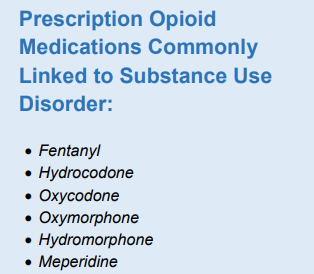 Prescription Opioid
Medications Commonly
Linked to Substance Use
Disorder:
• Fentanyl
• Hydrocodone
• Oxycodone
• Oxymorphone
• Hydromorphone
• Meperidine